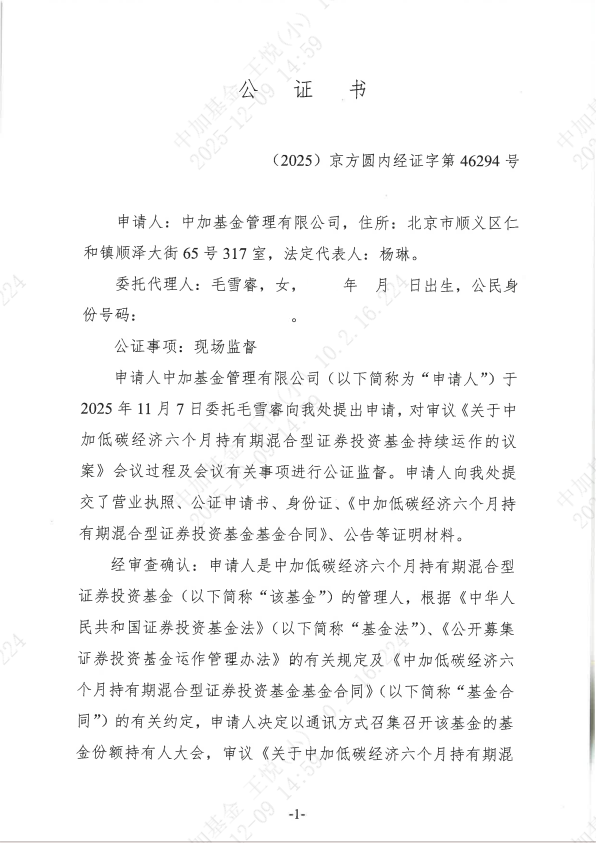 公 证 书
（2025）京方圆内经证字第 46294 号
申请人：中加基金管理有限公司，住所：北京市顺义区仁
和镇顺泽大街 65 号 317 室，法定代表人：杨琳。
委托代理人：毛雪睿，女， 年 月 日出生，公民身
份号码： 。
公证事项：现场监督
申请人中加基金管理有限公司（以下简称为“申请人”）于
2025 年 11 月 7 日委托毛雪睿向我处提出申请，对审议《关于中
加低碳经济六个月持有期混合型证券投资基金持续运作的议
案》会议过程及会议有关事项进行公证监督。申请人向我处提
交了营业执照、公证申请书、身份证、《中加低碳经济六个月持
有期混合型证券投资基金基金合同》、公告等证明材料。
经审查确认：申请人是中加低碳经济六个月持有期混合型
证券投资基金（以下简称“该基金”）的管理人，根据《中华人
民共和国证券投资基金法》（以下简称“基金法”）、《公开募集
证券投资基金运作管理办法》的有关规定及《中加低碳经济六
个月持有期混合型证券投资基金基金合同》（以下简称“基金合
同”）的有关约定，申请人决定以通讯方式召集召开该基金的基
金份额持有人大会，审议《关于中加低碳经济六个月持有期混
-1-
中加基金 王悦(小) 10.2.16.224
2025-12-09 14:59